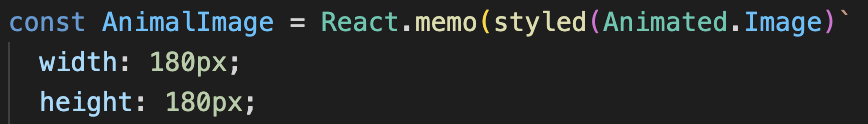 const AnimalImage = React.memo(styled(Animated.Image)`
  width: 180px;
  height: 180px;